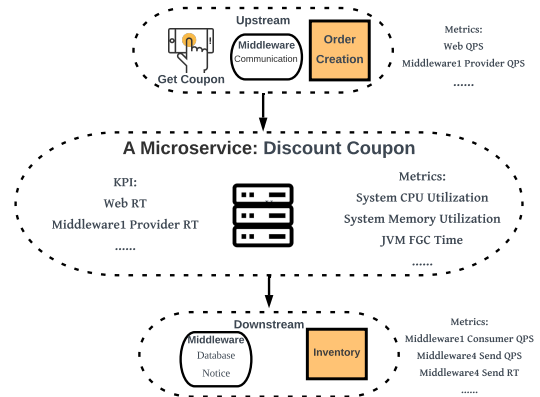 Upstream
Get Coupon
Middleware
Communication
Order
Creation
Metrics:
Web QPS
Middleware1 Provider QPS
......
A Microservice: Discount Coupon
KPI:
Web RT
Middleware1 Provider RT
......
Metrics:
System CPU Utilization
System Memory Utilization
JVM FGC Time
......
Downstream
Middleware
Database
Notice
Inventory
Metrics:
Middleware1 Consumer QPS
Middleware4 Send QPS
Middleware4 Send RT
......